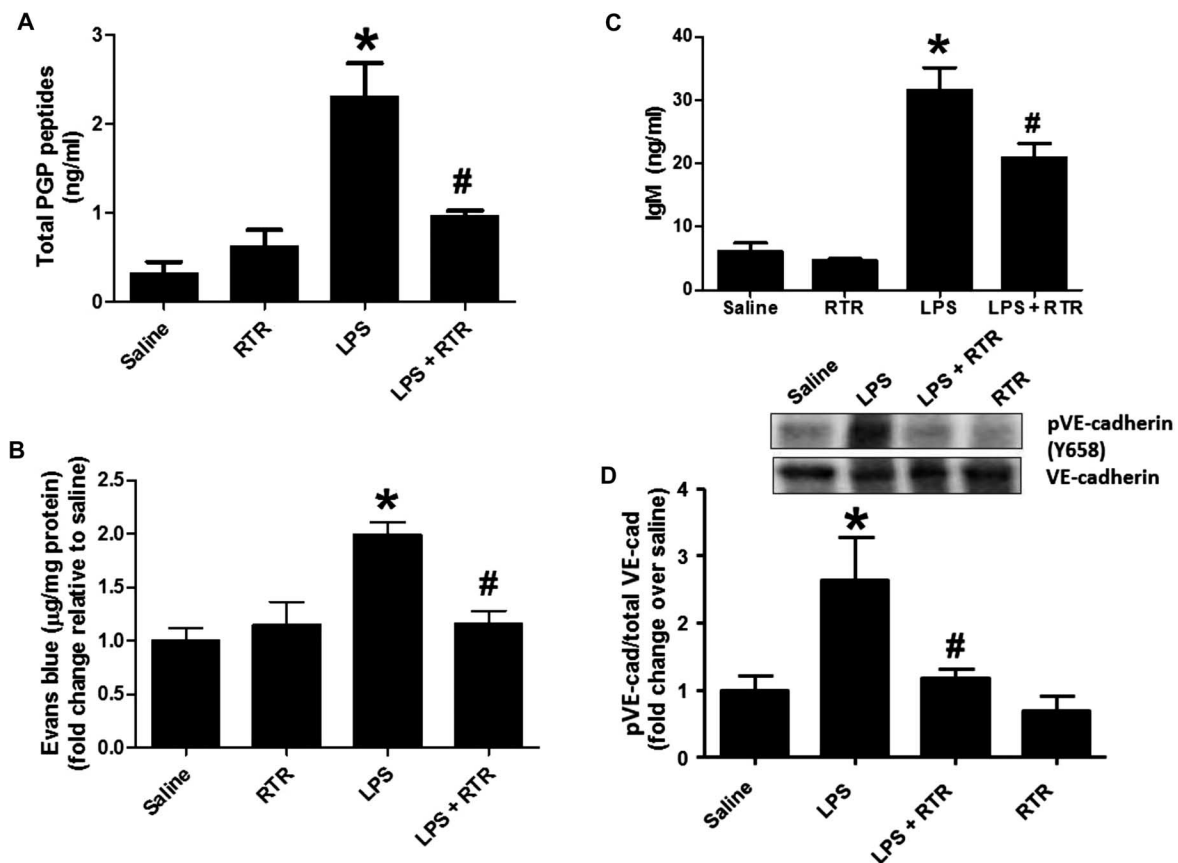 A
Total PGP peptides
(ng/ml)
3
2
1
0
*
#
Saline
RTR
LPS
LPS + RTR
C
IgM (ng/ml)
40
30
20
10
0
*
#
Saline
RTR
LPS
LPS + RTR
B
Evans blue (µg/mg protein)
(fold change relative to saline)
2.5
2.0
1.5
1.0
0.5
0.0
*
#
Saline
RTR
LPS
LPS + RTR
Saline
LPS
LPS + RTR
RTR
pVE-cadherin
(Y658)
VE-cadherin
D
pVE-cad/total VE-cad
(fold change over saline)
4
3
2
1
0
*
#
Saline
LPS
LPS + RTR
RTR